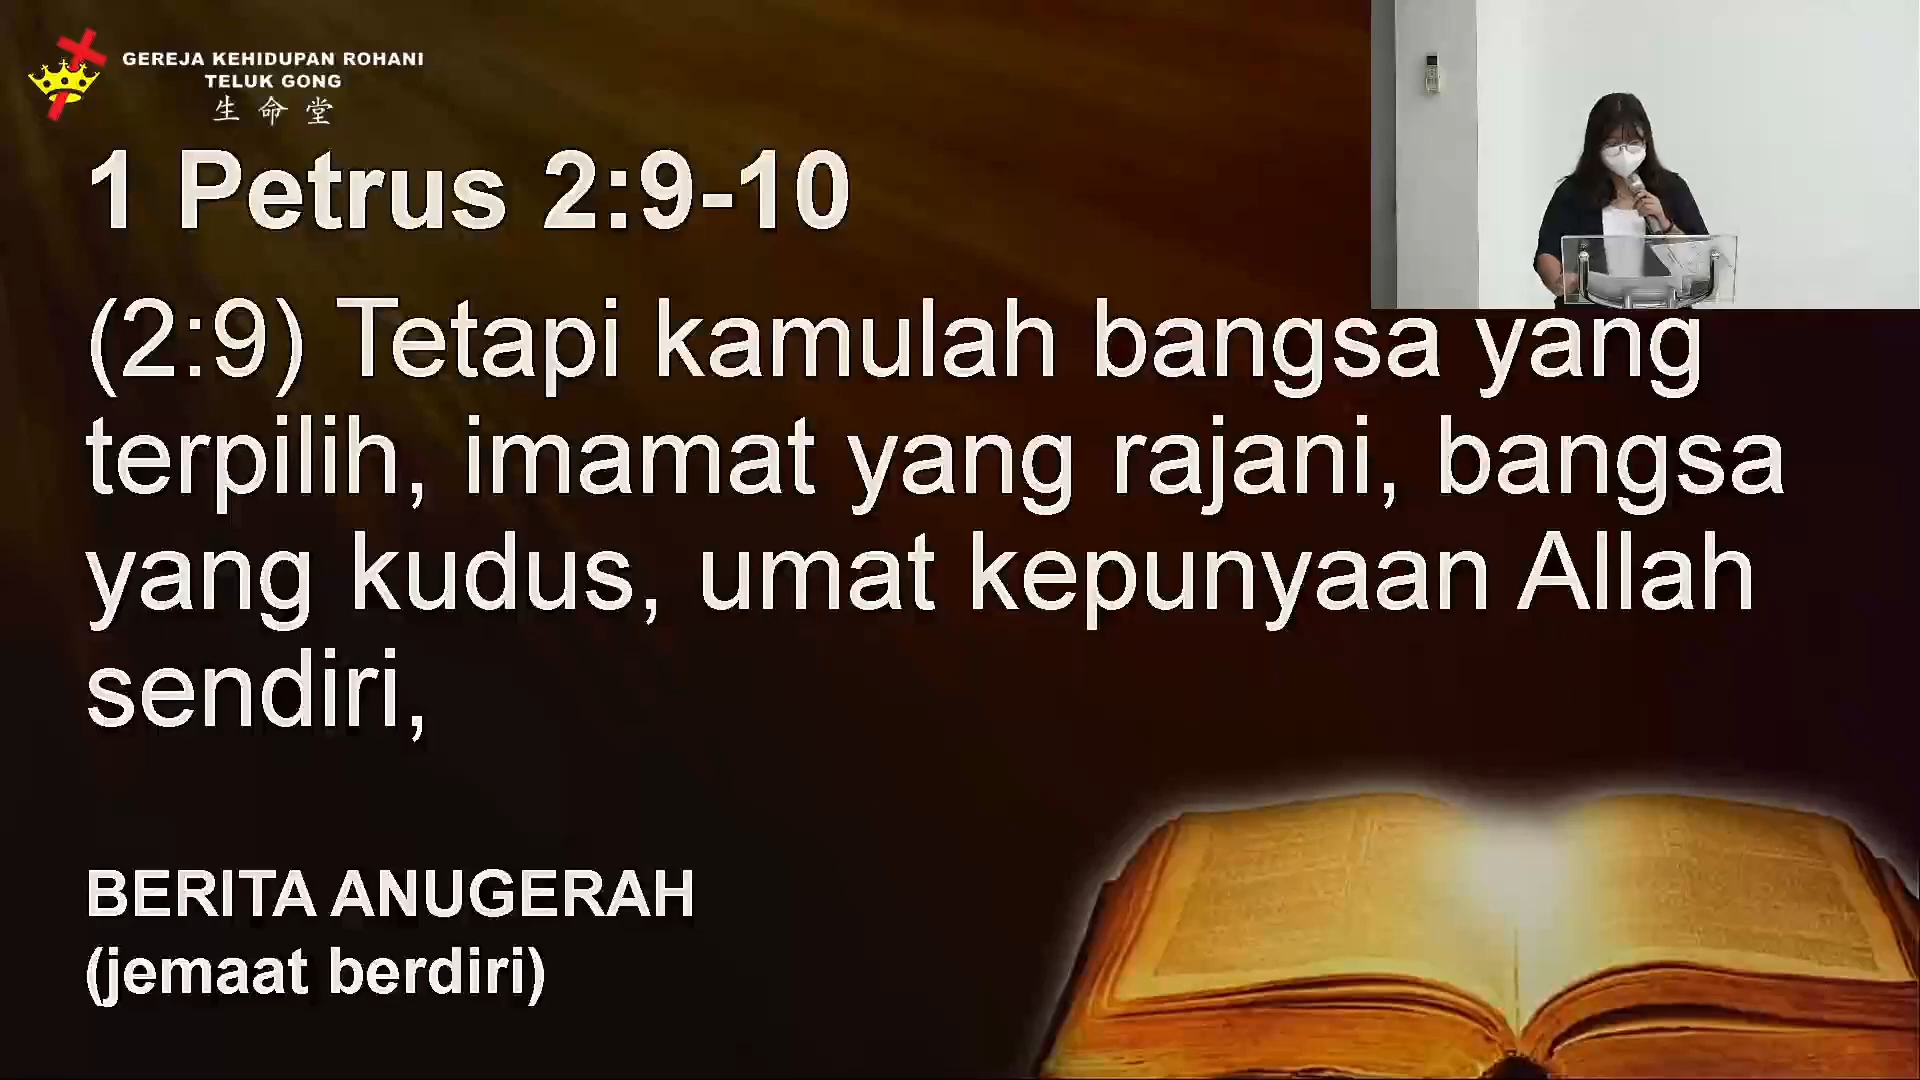 GEREJA KEHIDUPAN ROHANI
TELUK GONG
生命堂
1 Petrus 2:9-10
(2:9) Tetapi kamulah bangsa yang
terpilih, imamat yang rajani, bangsa
yang kudus, umat kepunyaan Allah
sendiri,
BERITA ANUGERAH
(jemaat berdiri)